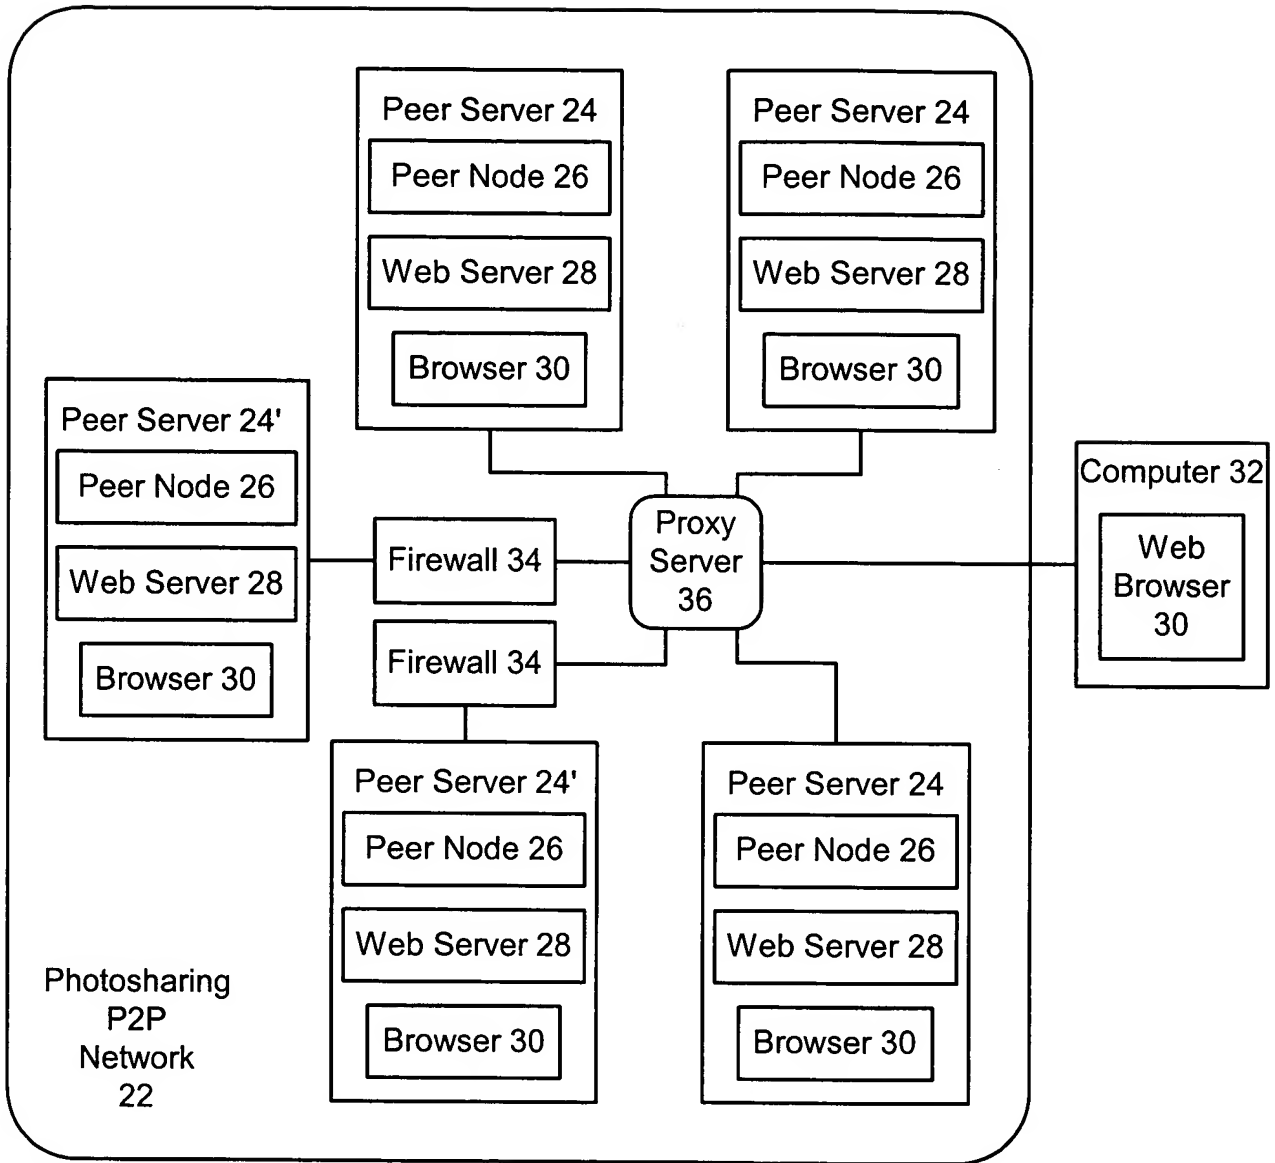 Peer Server 24
Peer Node 26
Web Server 28
Browser 30
Peer Server 24
Peer Node 26
Web Server 28
Browser 30
Peer Server 24'
Peer Node 26
Web Server 28
Browser 30
Firewall 34
Firewall 34
Proxy
Server
36
Computer 32
Web
Browser
30
Peer Server 24'
Peer Node 26
Web Server 28
Browser 30
Peer Server 24
Peer Node 26
Web Server 28
Browser 30
Photosharing
P2P
Network
22